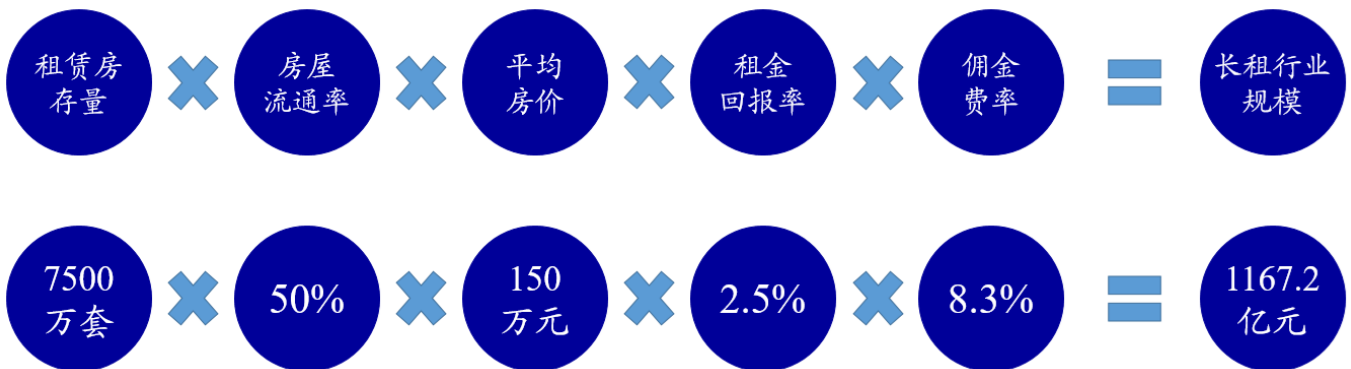 租赁房
存量
房屋
流通率
平均
房价
租金
回报率
佣金
费率
长租行业
规模
7500
万套
50%
150
万元
2.5%
8.3%
1167.2
亿元